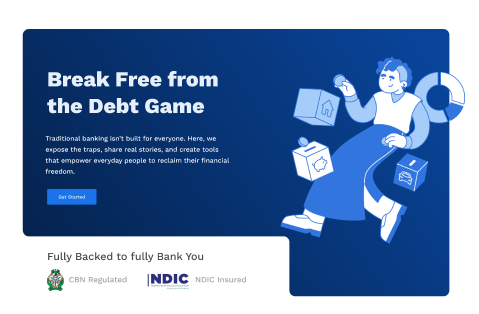 Break Free from
the Debt Game
Traditional banking isn't built for everyone. Here, we
expose the traps, share real stories, and create tools
that empower everyday people to reclaim their financial
freedom.
Get Started
Fully Backed to fully Bank You
CBN Regulated
NDIC
NDIC Insured